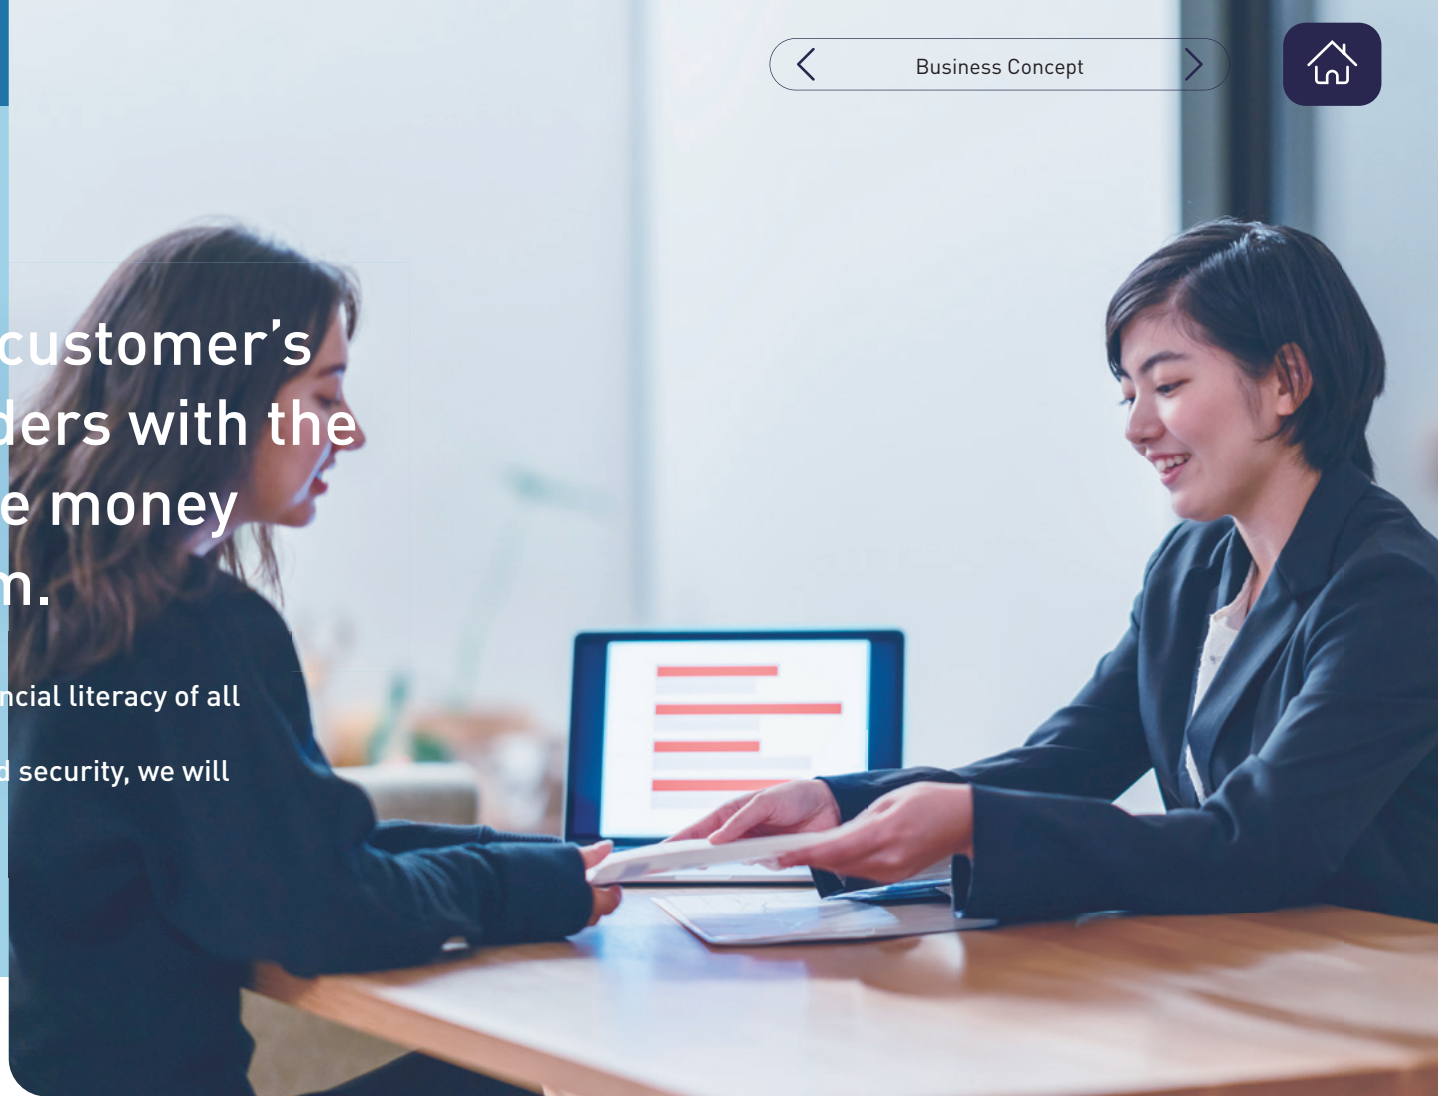 Business Concept
customer’s
ders with the
e money
m.
ncial literacy of all
d security, we will